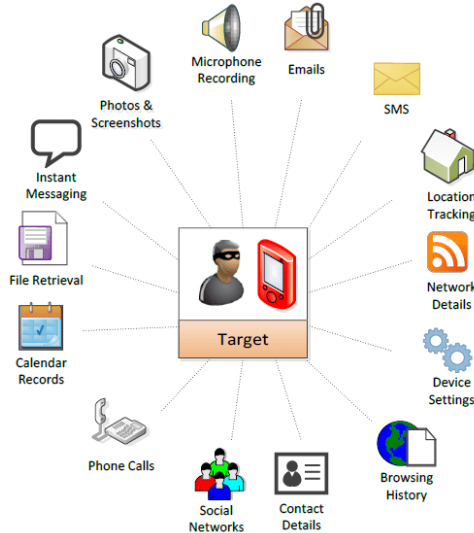 Microphone
Recording
Emails
SMS
Location
Tracking
Network
Details
Device
Settings
Browsing
History
Contact
Details
Social
Networks
Phone Calls
Calendar
Records
File Retrieval
Instant
Messaging
Photos &
Screenshots
Target